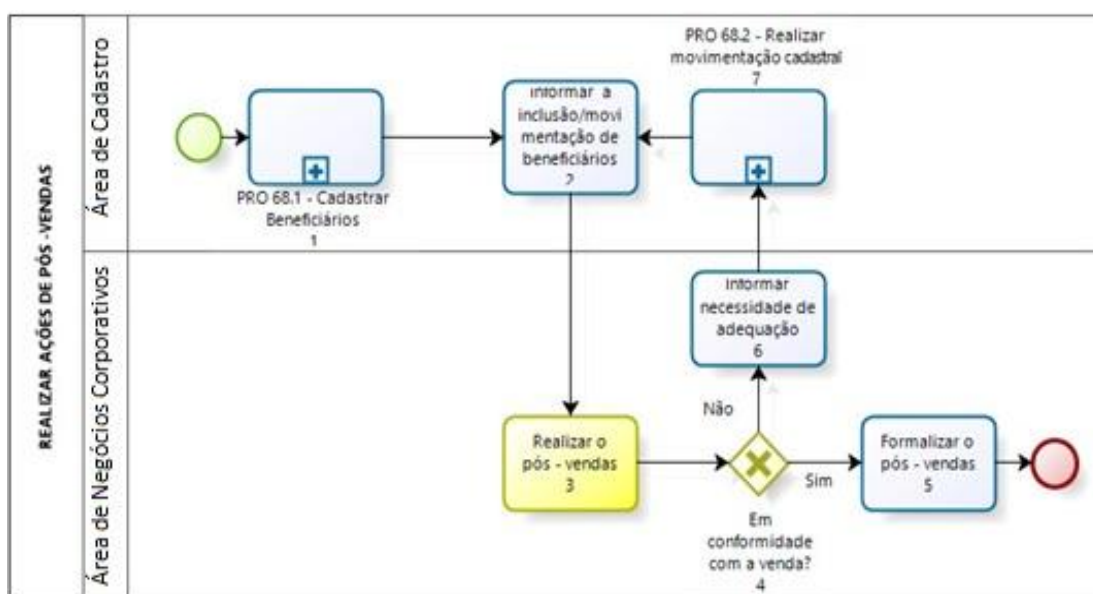 REALIZAR AÇÕES DE PÓS -VENDAS
Área de Cadastro
PRO 68.1 - Cadastrar
Beneficiários
1
Informar a
inclusão/movi
mentação de
beneficiários
2
PRO 68.2 - Realizar
movimentação cadastral
7
Área de Negócios Corporativos
Informar
necessidade de
adequação
6
Não
Realizar o
pós - vendas
3
Sim
Em
conformidade
com a venda?
4
Formalizar o
pós - vendas
5